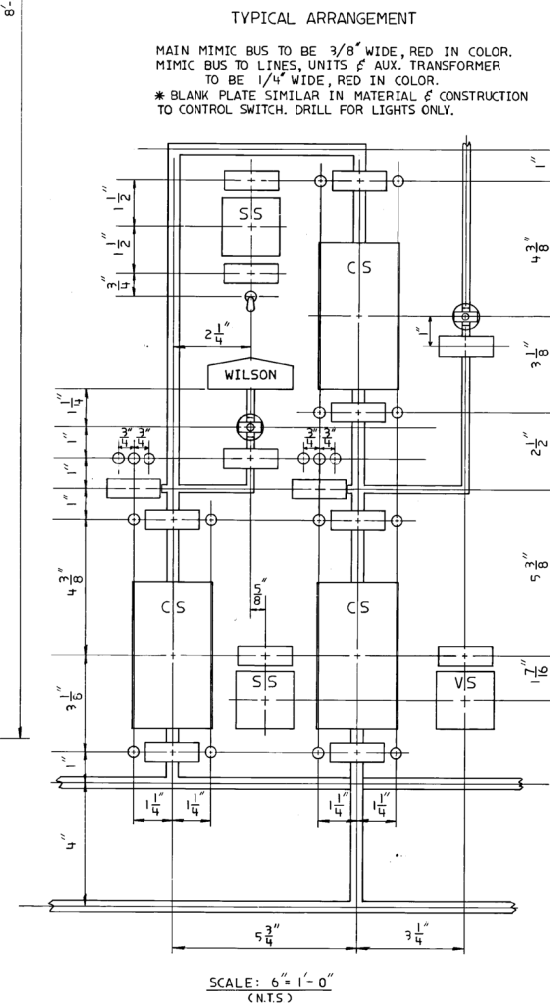 8'-
TYPICAL ARRANGEMENT
MAIN MIMIC BUS TO BE 3/8" WIDE, RED IN COLOR.
MIMIC BUS TO LINES, UNITS & AUX. TRANSFORMER
TO BE 1/4" WIDE, RED IN COLOR.
* BLANK PLATE SIMILAR IN MATERIAL & CONSTRUCTION
TO CONTROL SWITCH. DRILL FOR LIGHTS ONLY.
1"
1 1/2"
SS
1 1/2"
CS
4 3/8"
3/4"
2 1/4"
1"
3 1/8"
WILSON
1 1/4"
3/4" 3/4"
3/4" 3/4"
1"
2 1/2"
1"
1"
4 3/8"
CS
5/8"
CS
5 3/8"
SS
VS
1 7/16"
1"
1 1/4" 1 1/4"
1 1/4" 1 1/4"
4"
5 3/4"
3 1/4"
SCALE: 6"= 1'-0"
(N.T.S)